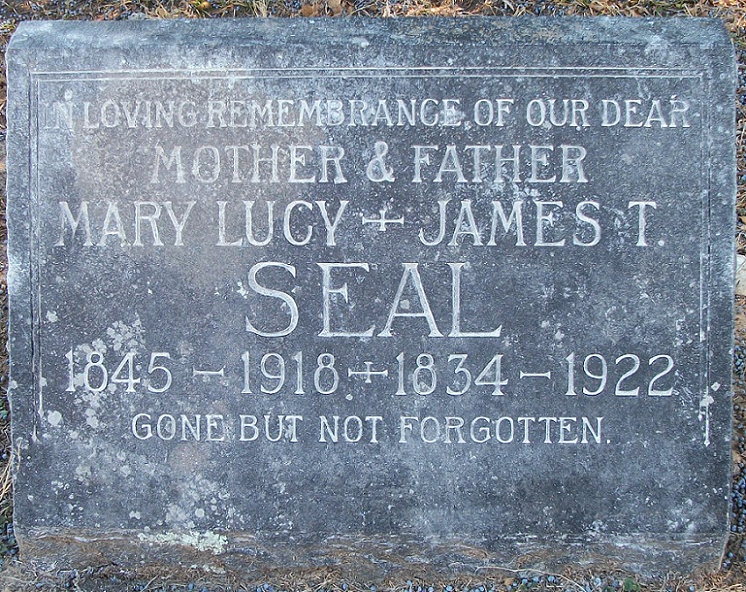 IN LOVING REMEMBRANCE OF OUR DEAR
MOTHER & FATHER
MARY LUCY + JAMES T.
SEAL
1845 - 1918 + 1834 - 1922
GONE BUT NOT FORGOTTEN.